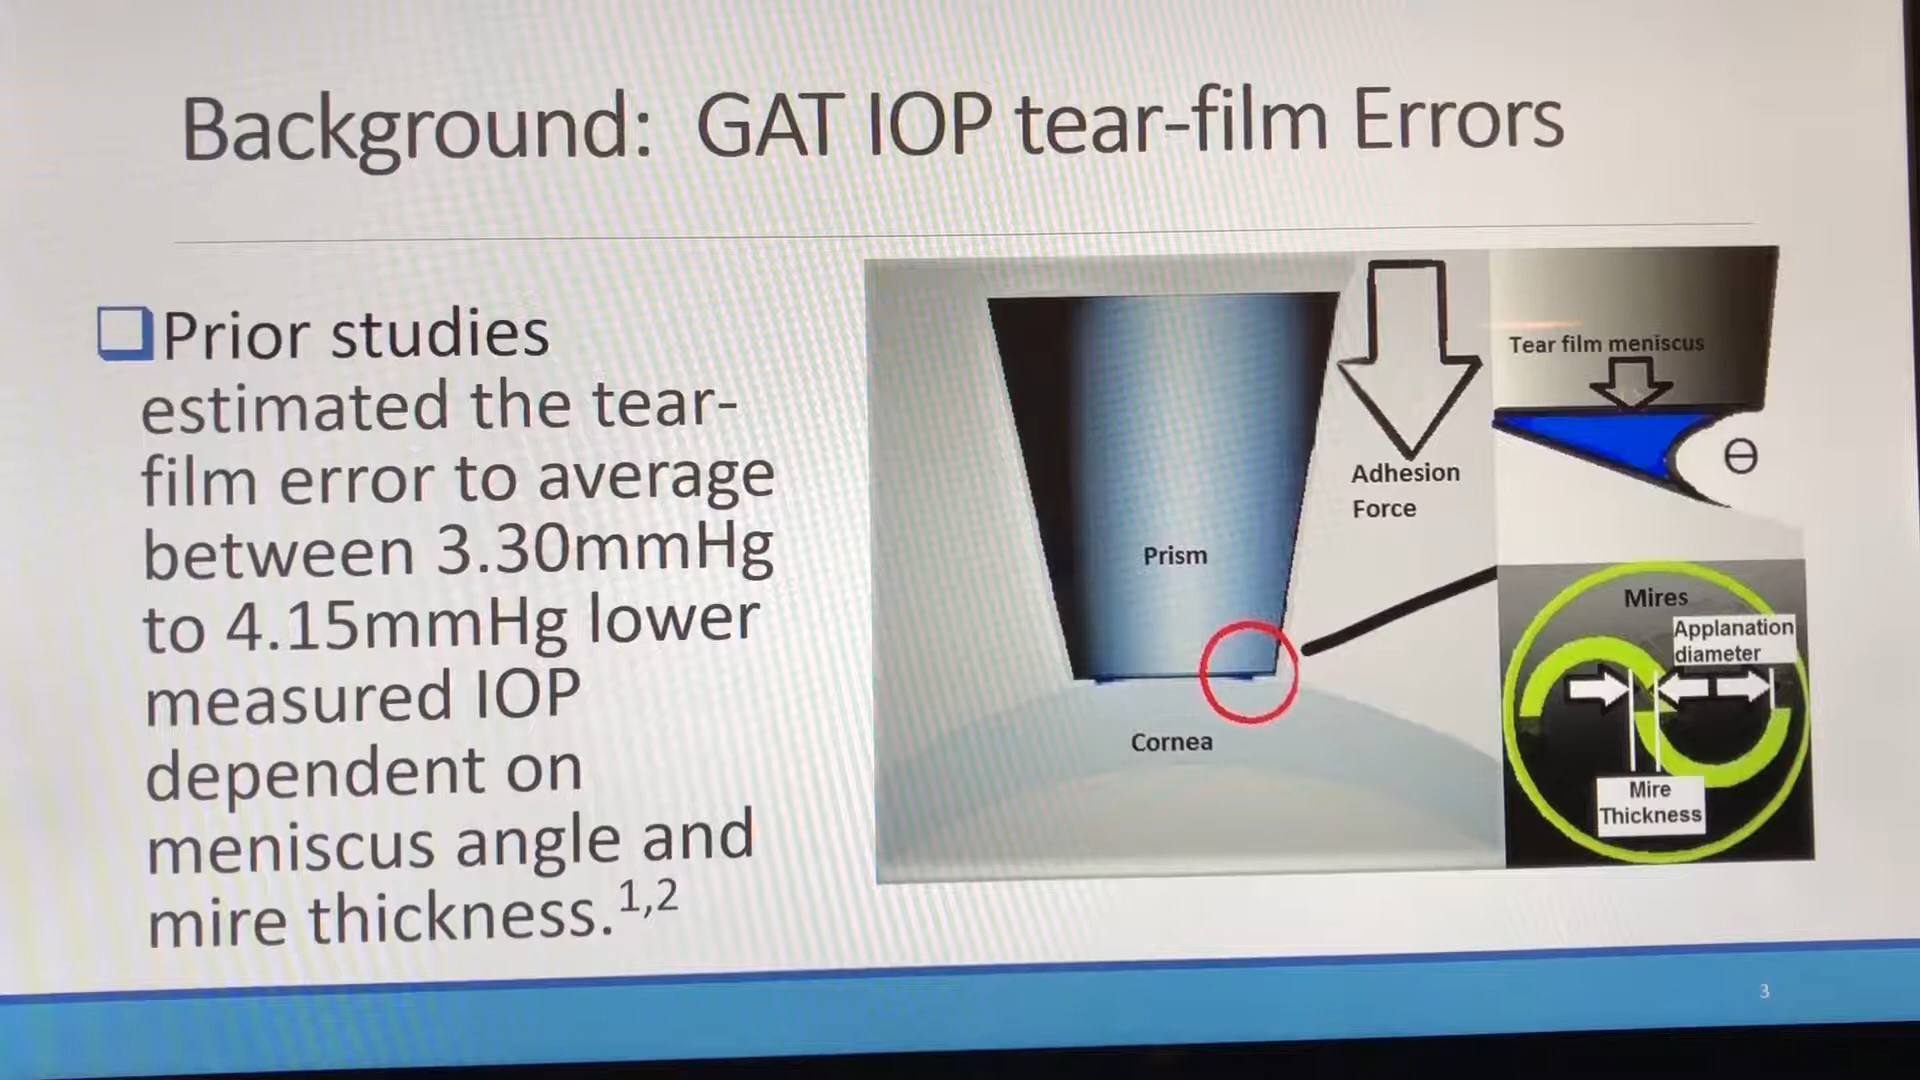 Background: GAT IOP tear-film Errors
Prior studies
estimated the tear-
film error to average
between 3.30mmHg
to 4.15mmHg lower
measured IOP
dependent on
meniscus angle and
mire thickness.1,2
Adhesion
Force
Prism
Cornea
Tear film meniscus
Θ
Mires
Applanation
diameter
Mire
Thickness
3